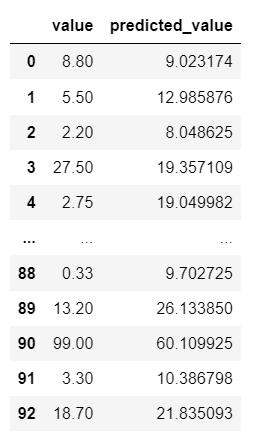 value predicted_value
0 8.80 9.023174
1 5.50 12.985876
2 2.20 8.048625
3 27.50 19.357109
4 2.75 19.049982
... ... ...
88 0.33 9.702725
89 13.20 26.133850
90 99.00 60.109925
91 3.30 10.386798
92 18.70 21.835093